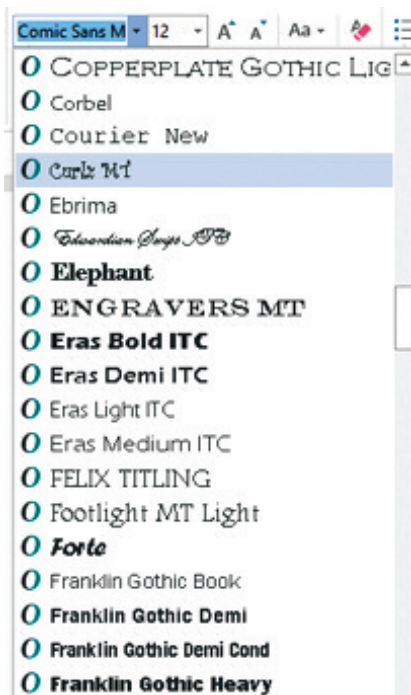 Comic Sans M 12 A A Aa
O COPPERPLATE GOTHIC LIG
O Corbel
O Courier New
O Curlz MT
O Ebrima
O Edwardian Script ITC
O Elephant
O ENGRAVERS MT
O Eras Bold ITC
O Eras Demi ITC
O Eras Light ITC
O Eras Medium ITC
O FELIX TITLING
O Footlight MT Light
O Forte
O Franklin Gothic Book
O Franklin Gothic Demi
O Franklin Gothic Demi Cond
O Franklin Gothic Heavy